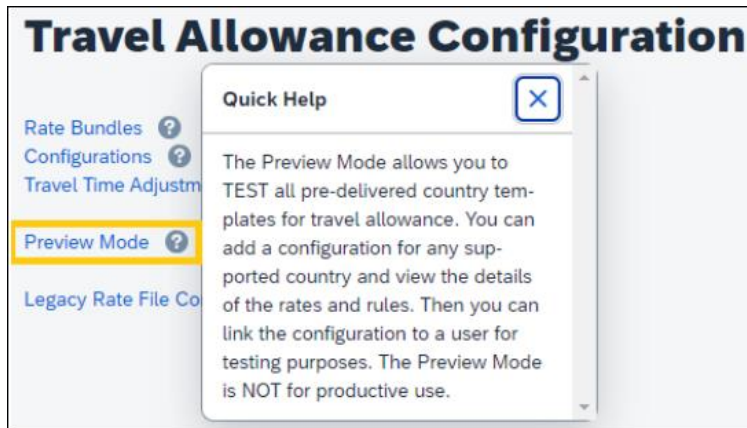 Travel Allowance Configuration
Rate Bundles
Configurations
Travel Time Adjustm
Preview Mode
Legacy Rate File Co
Quick Help
The Preview Mode allows you to
TEST all pre-delivered country tem-
plates for travel allowance. You can
add a configuration for any sup-
ported country and view the details
of the rates and rules. Then you can
link the configuration to a user for
testing purposes. The Preview Mode
is NOT for productive use.